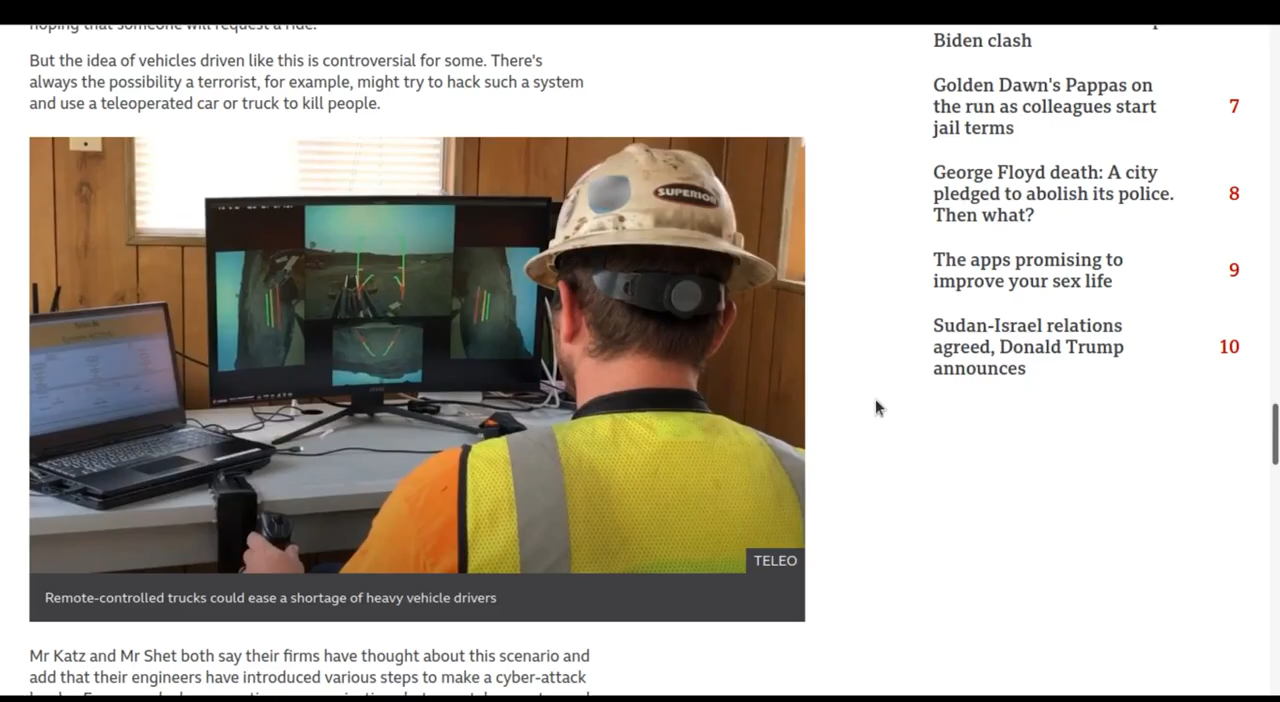 hoping that someone will request a ride.
But the idea of vehicles driven like this is controversial for some. There's
always the possibility a terrorist, for example, might try to hack such a system
and use a teleoperated car or truck to kill people.
SUPERIOR
TELEO
Remote-controlled trucks could ease a shortage of heavy vehicle drivers
Mr Katz and Mr Shet both say their firms have thought about this scenario and
add that their engineers have introduced various steps to make a cyber-attack
Biden clash
Golden Dawn's Pappas on
the run as colleagues start
jail terms
7
George Floyd death: A city
pledged to abolish its police.
Then what?
8
The apps promising to
improve your sex life
9
Sudan-Israel relations
agreed, Donald Trump
announces
10